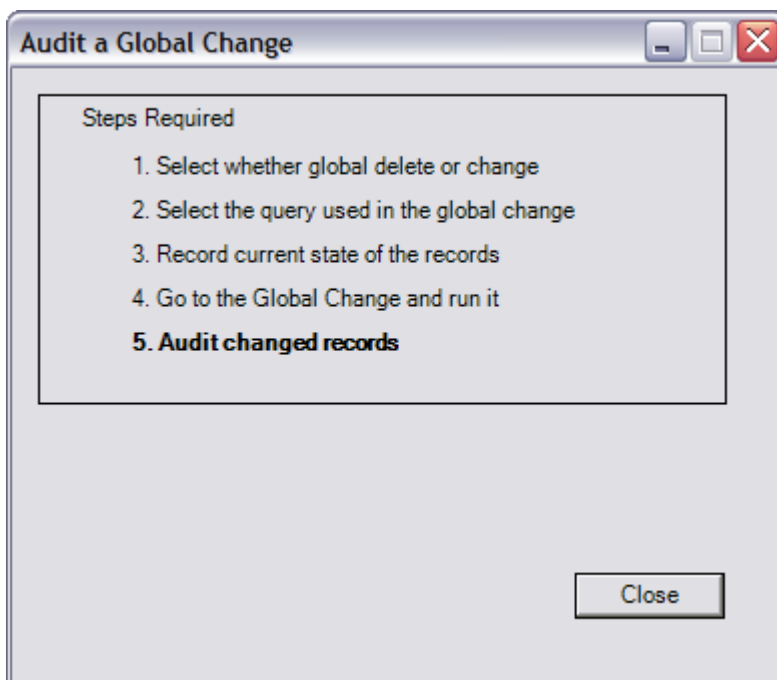 Audit a Global Change
Steps Required
1. Select whether global delete or change
2. Select the query used in the global change
3. Record current state of the records
4. Go to the Global Change and run it
5. Audit changed records
Close